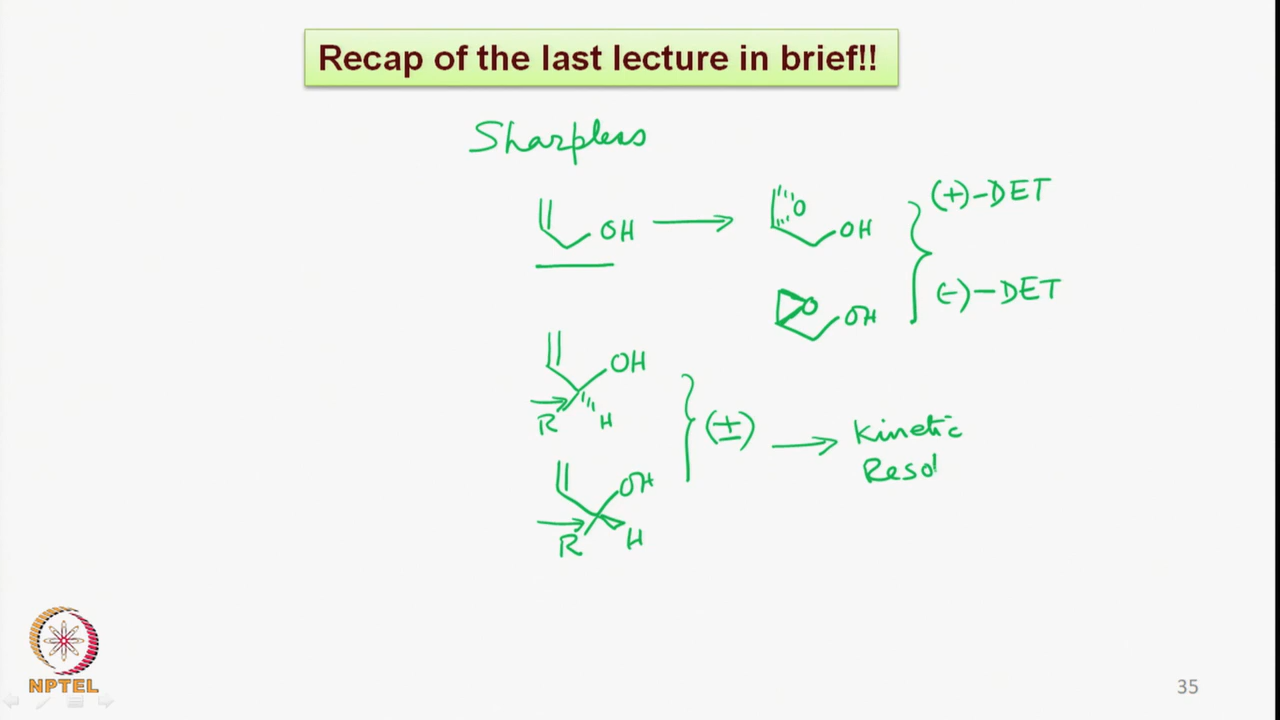 Recap of the last lecture in brief!!
Sharpless
OH
O
OH
(+)-DET
O
OH
(-)-DET
OH
R
H
(±)
Kinetic
Resol
OH
R
H
NPTEL
35